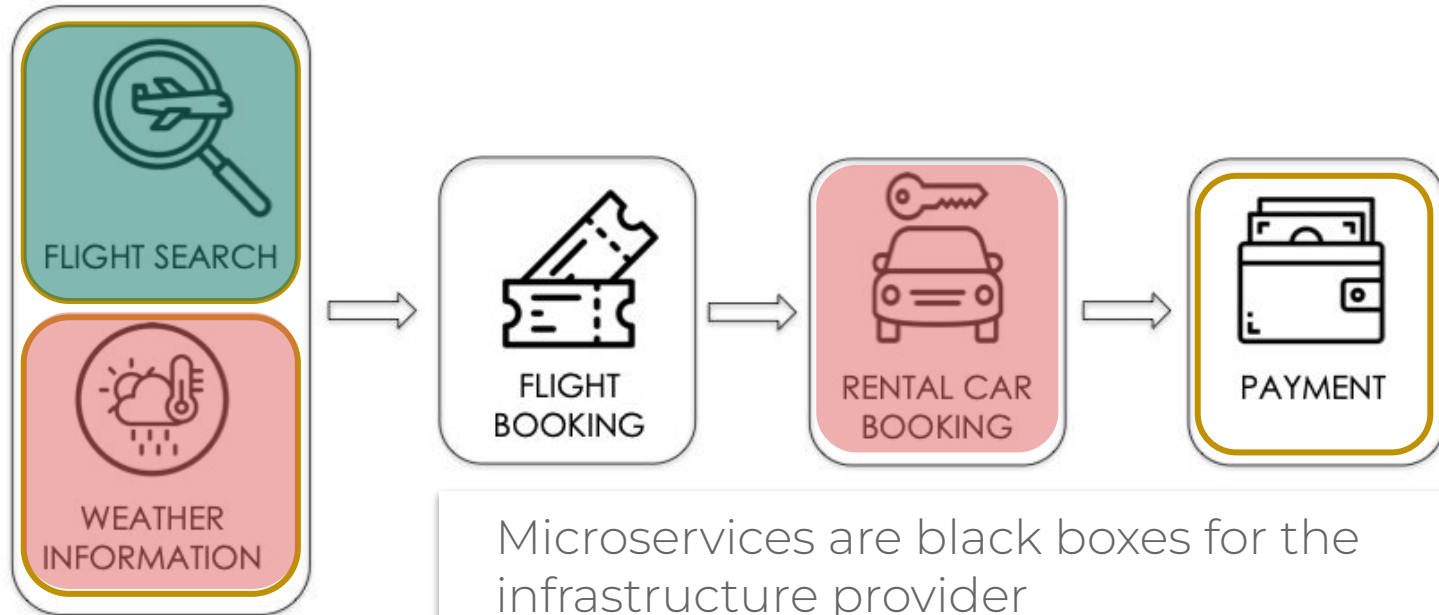 FLIGHT SEARCH
WEATHER
INFORMATION
FLIGHT
BOOKING
RENTAL CAR
BOOKING
PAYMENT
Microservices are black boxes for the
infrastructure provider